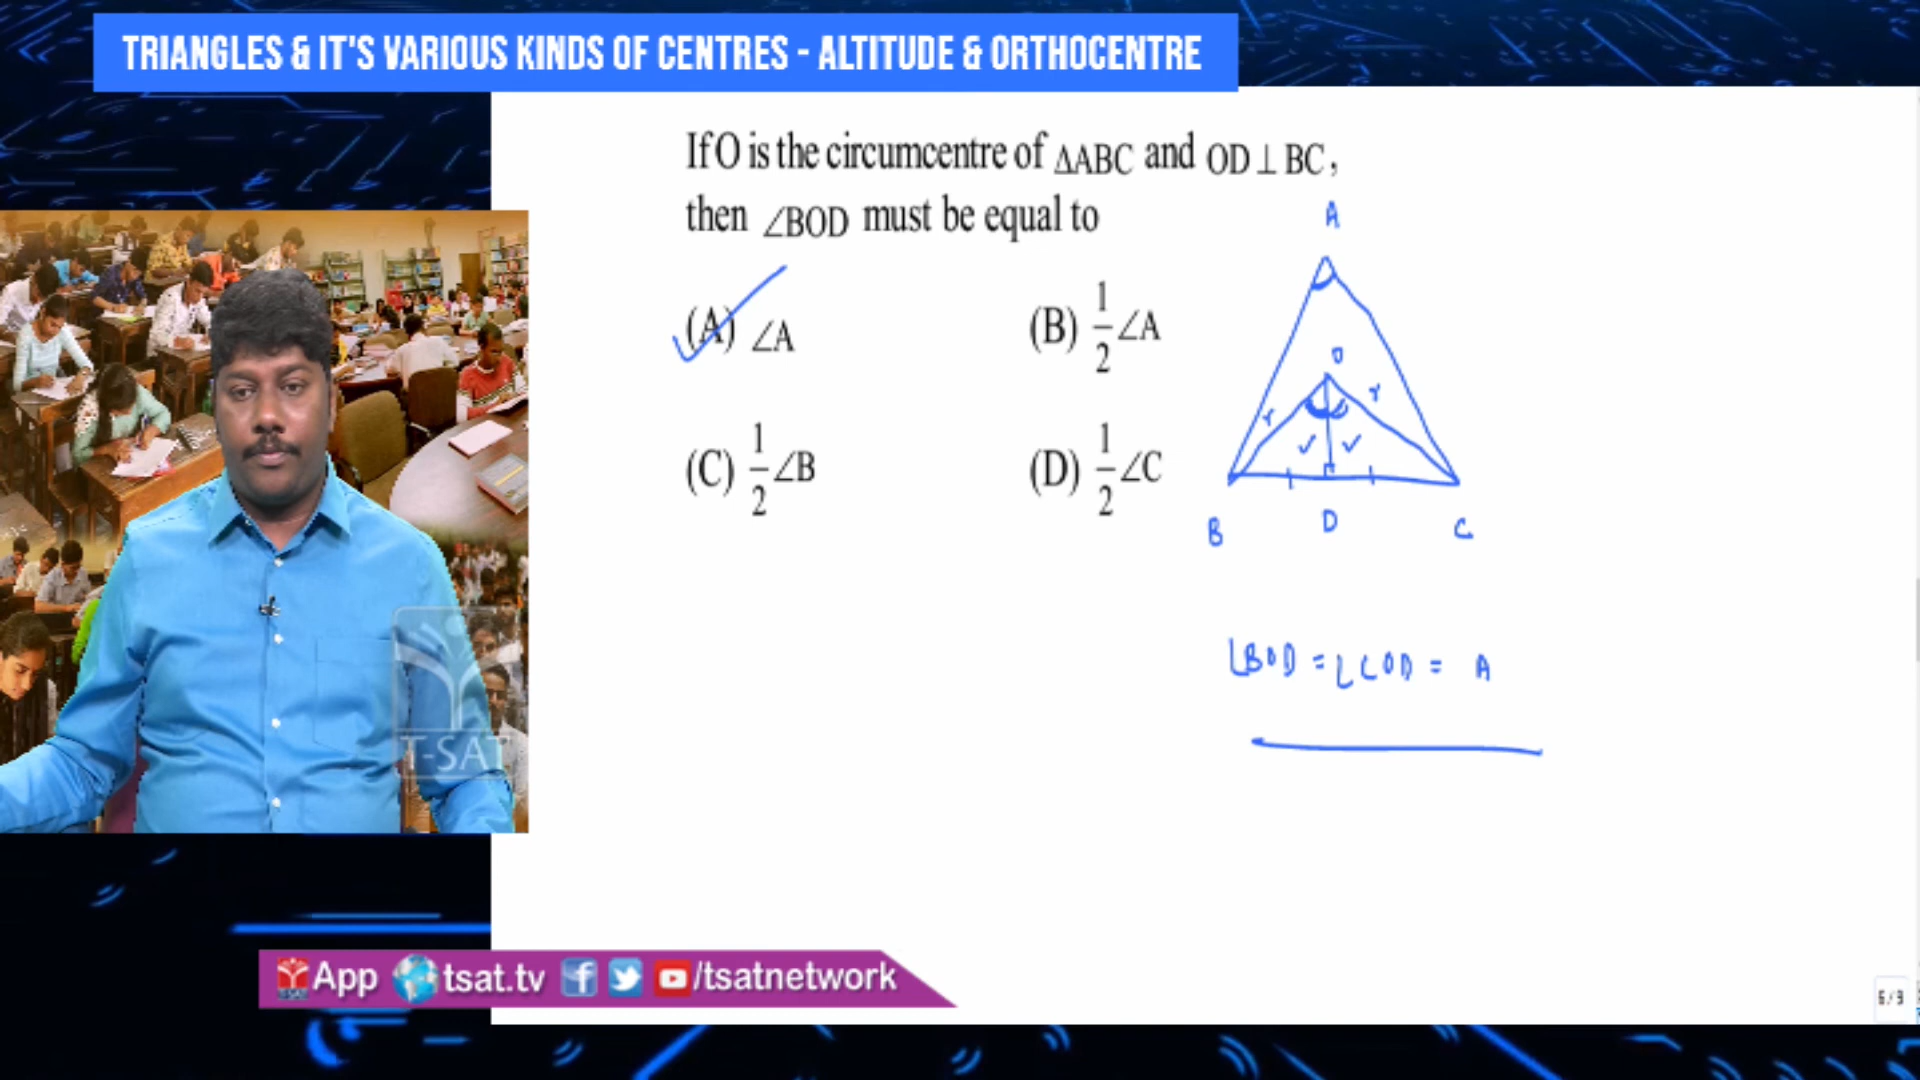 TRIANGLES & IT'S VARIOUS KINDS OF CENTRES - ALTITUDE & ORTHOCENTRE
If O is the circumcentre of ΔABC and OD⊥BC,
then ∠BOD must be equal to
(A) ∠A
(B) 1/2 ∠A
(C) 1/2 ∠B
(D) 1/2 ∠C
A
O
r
r
B
D
C
∠BOD = ∠COD = A
T-SAT
T-SAT App tsat.tv /tsatnetwork